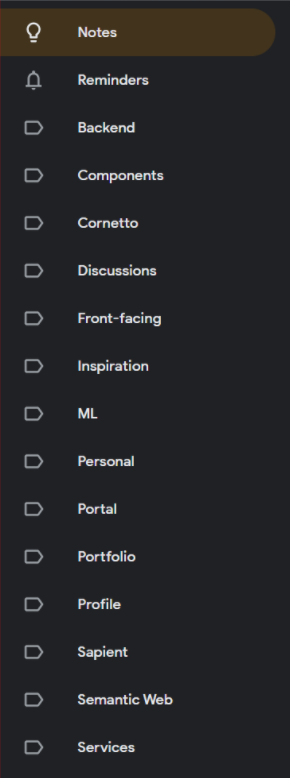 Notes
Reminders
Backend
Components
Cornetto
Discussions
Front-facing
Inspiration
ML
Personal
Portal
Portfolio
Profile
Sapient
Semantic Web
Services